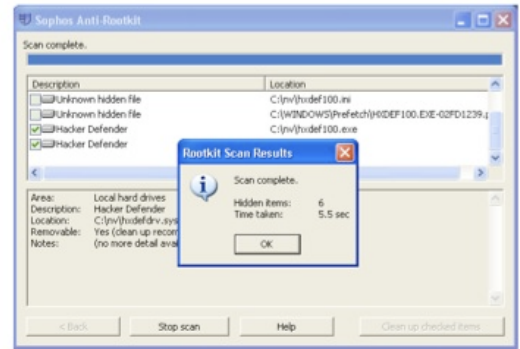 Sophos Anti-Rootkit
Scan complete.
Description Location
Unknown hidden file C:\nv\hxdef100.ini
Unknown hidden file C:\WINDOWS\Prefetch\HXDEF100.EXE-02FD1239.p
Hacker Defender C:\nv\hxdef100.exe
Hacker Defender
Rootkit Scan Results
Scan complete.
Hidden items: 6
Time taken: 5.5 sec
OK
Area: Local hard drives
Description: Hacker Defender
Location: C:\nv\hxdefdrv.sys
Removable: Yes (clean up recom
Notes: (no more detail avai
< Back Stop scan Help Clean up checked items